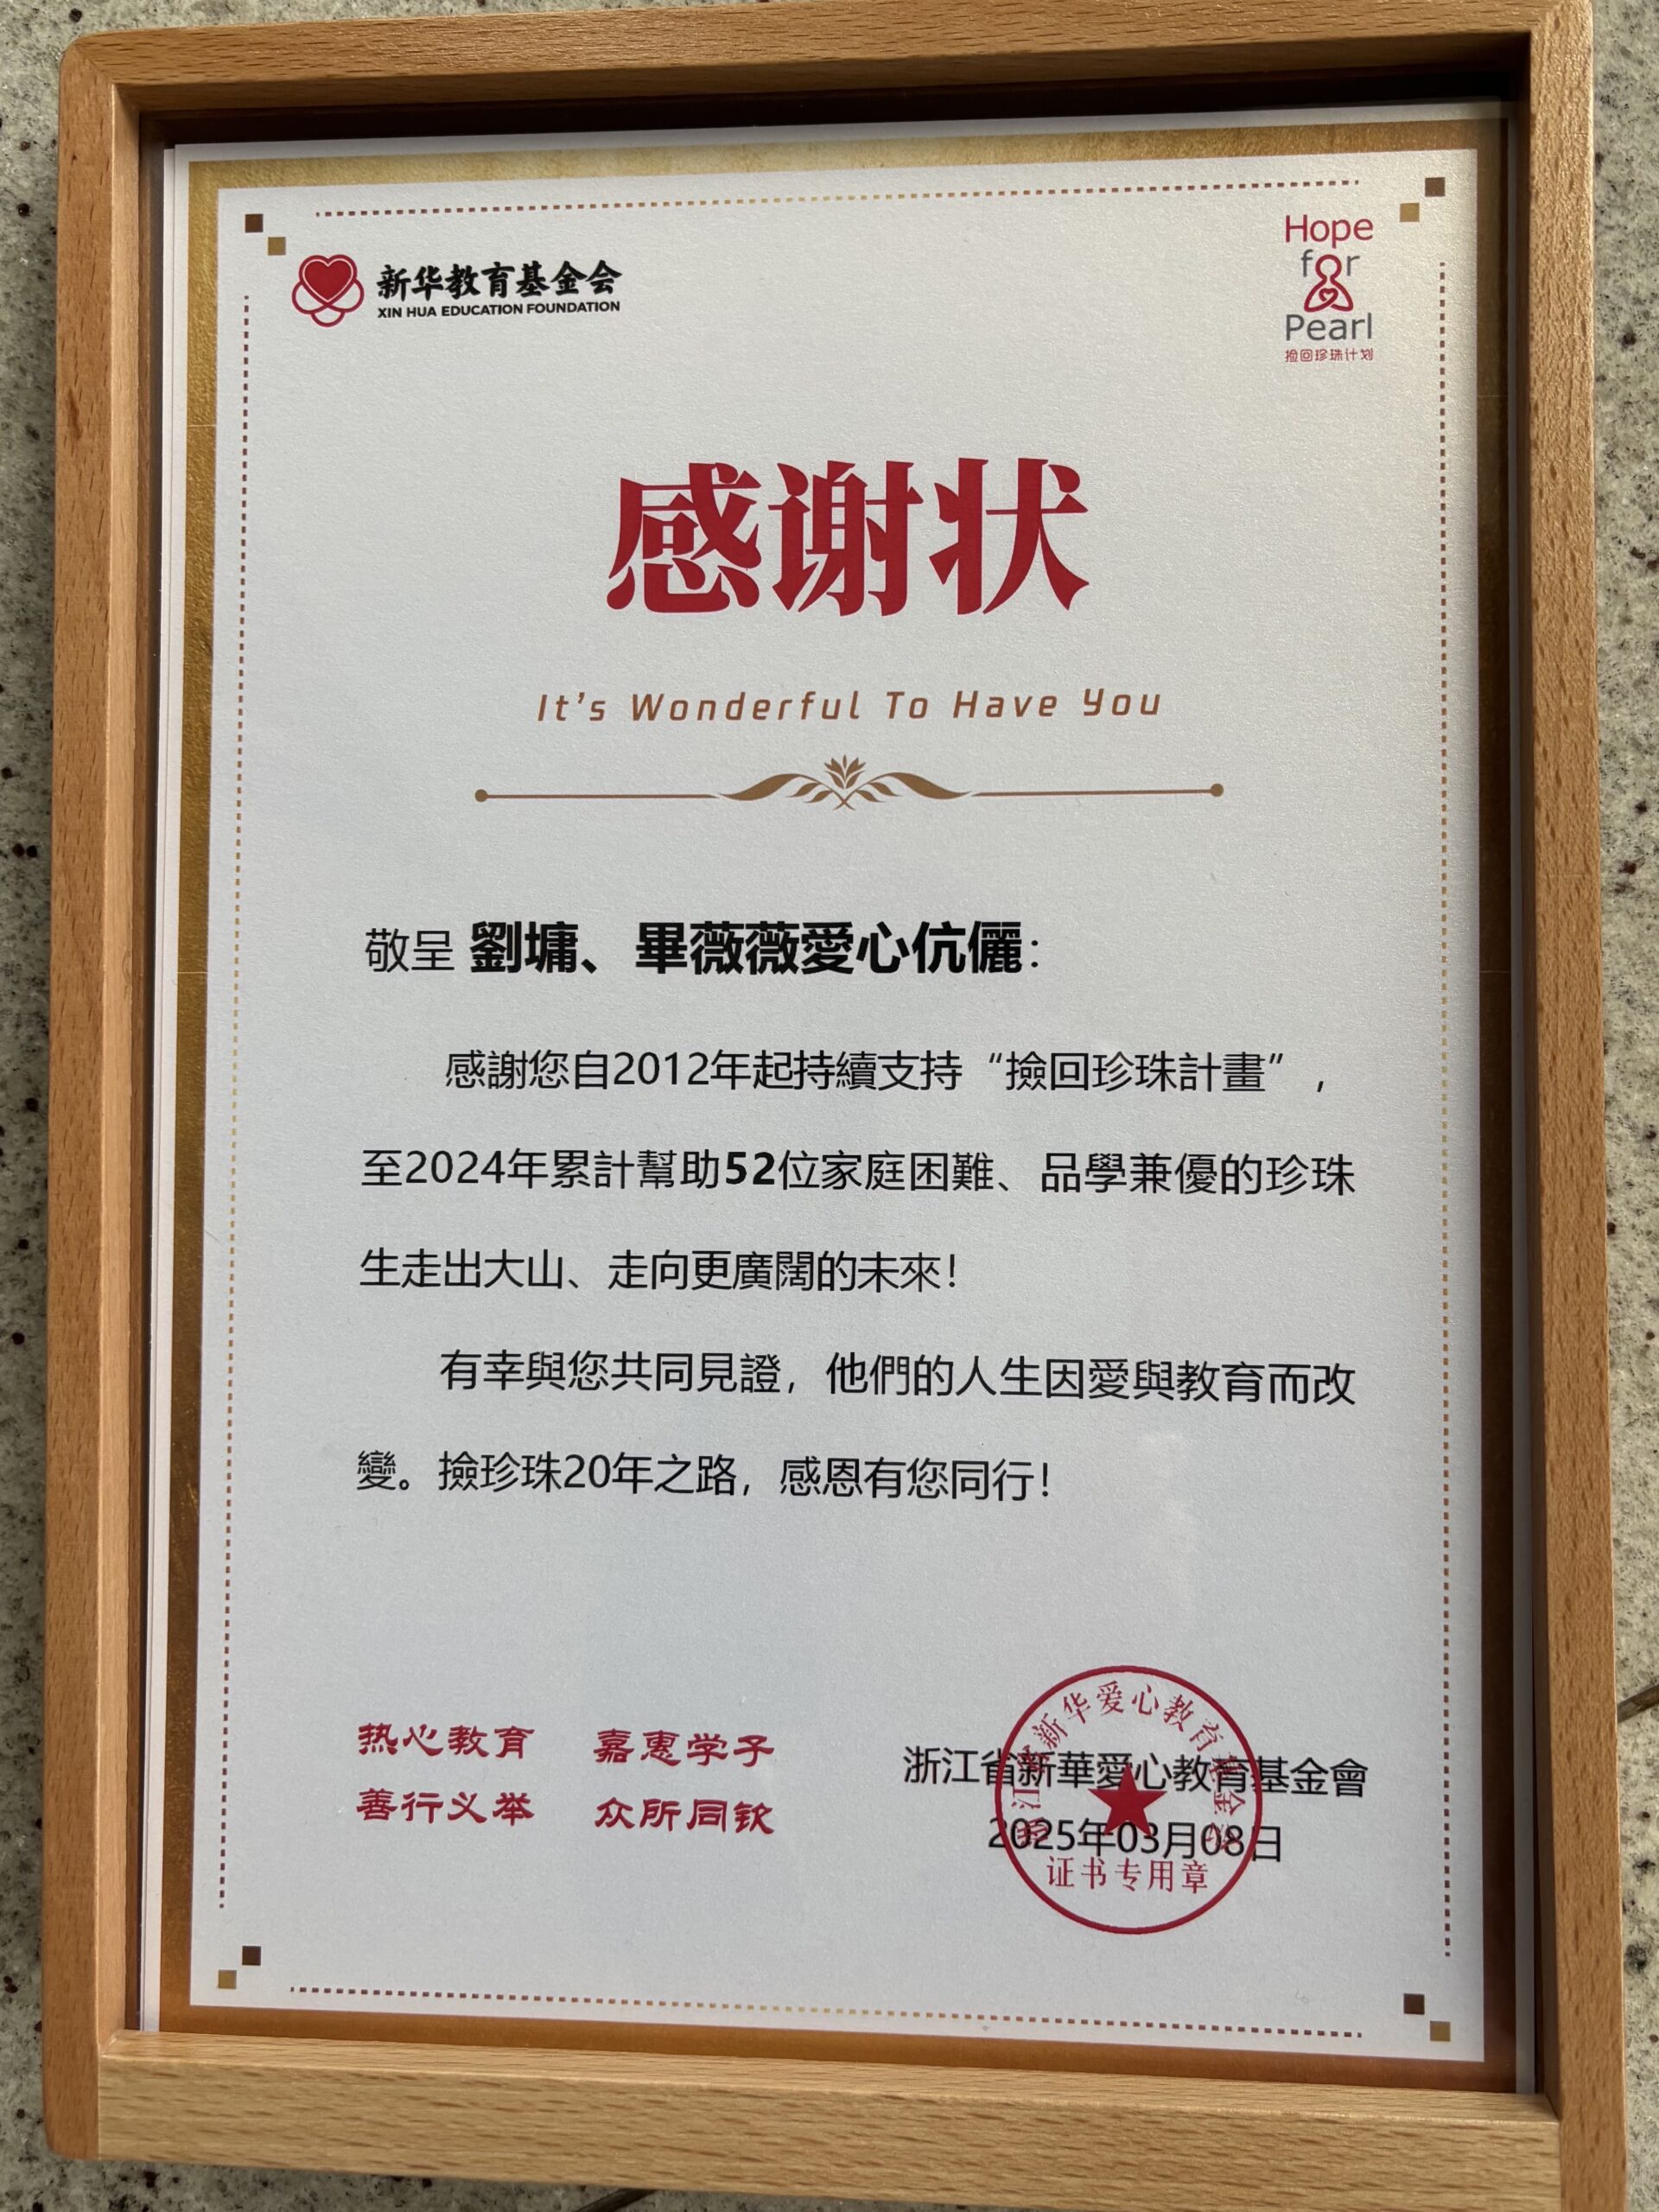 新华教育基金会
XIN HUA EDUCATION FOUNDATION
Hope
for
Pearl
捡回珍珠计划
感谢状
It's Wonderful To Have You
敬呈 劉墉、畢薇薇愛心伉儷：
感謝您自2012年起持續支持“撿回珍珠計畫”，
至2024年累計幫助52位家庭困難、品學兼優的珍珠
生走出大山、走向更廣闊的未來！
有幸與您共同見證，他們的人生因愛與教育而改
變。撿珍珠20年之路，感恩有您同行！
热心教育 嘉惠学子
善行义举 众所同钦
浙江省新華愛心教育基金會
2025年03月08日
浙江省新华爱心教育基金会
证书专用章